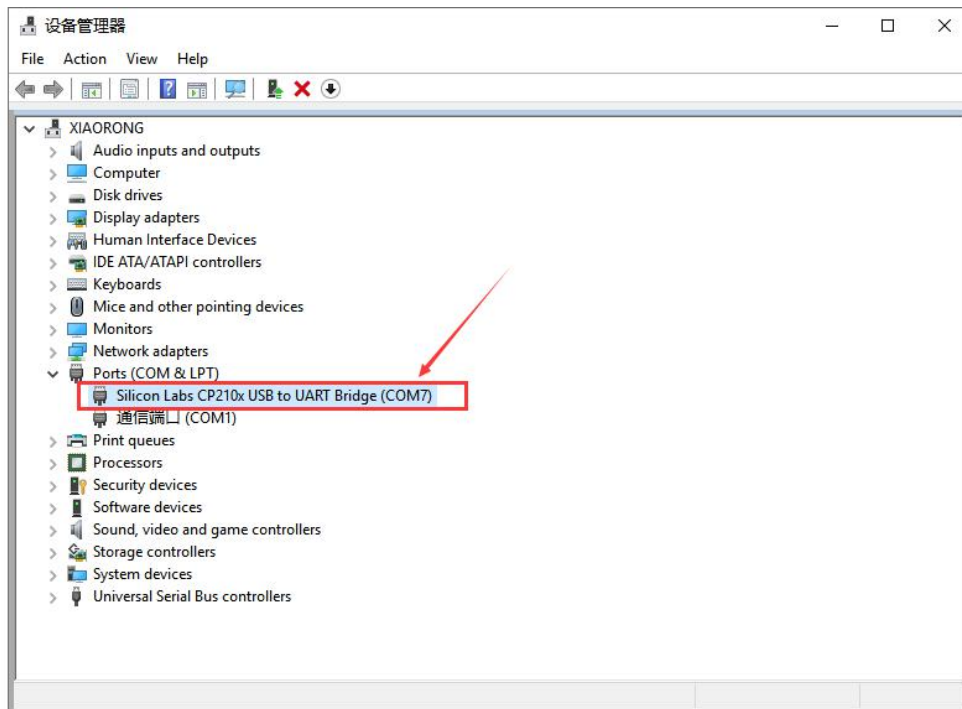 设备管理器
File Action View Help
XIAORONG
Audio inputs and outputs
Computer
Disk drives
Display adapters
Human Interface Devices
IDE ATA/ATAPI controllers
Keyboards
Mice and other pointing devices
Monitors
Network adapters
Ports (COM & LPT)
Silicon Labs CP210x USB to UART Bridge (COM7)
通信端口 (COM1)
Print queues
Processors
Security devices
Software devices
Sound, video and game controllers
Storage controllers
System devices
Universal Serial Bus controllers